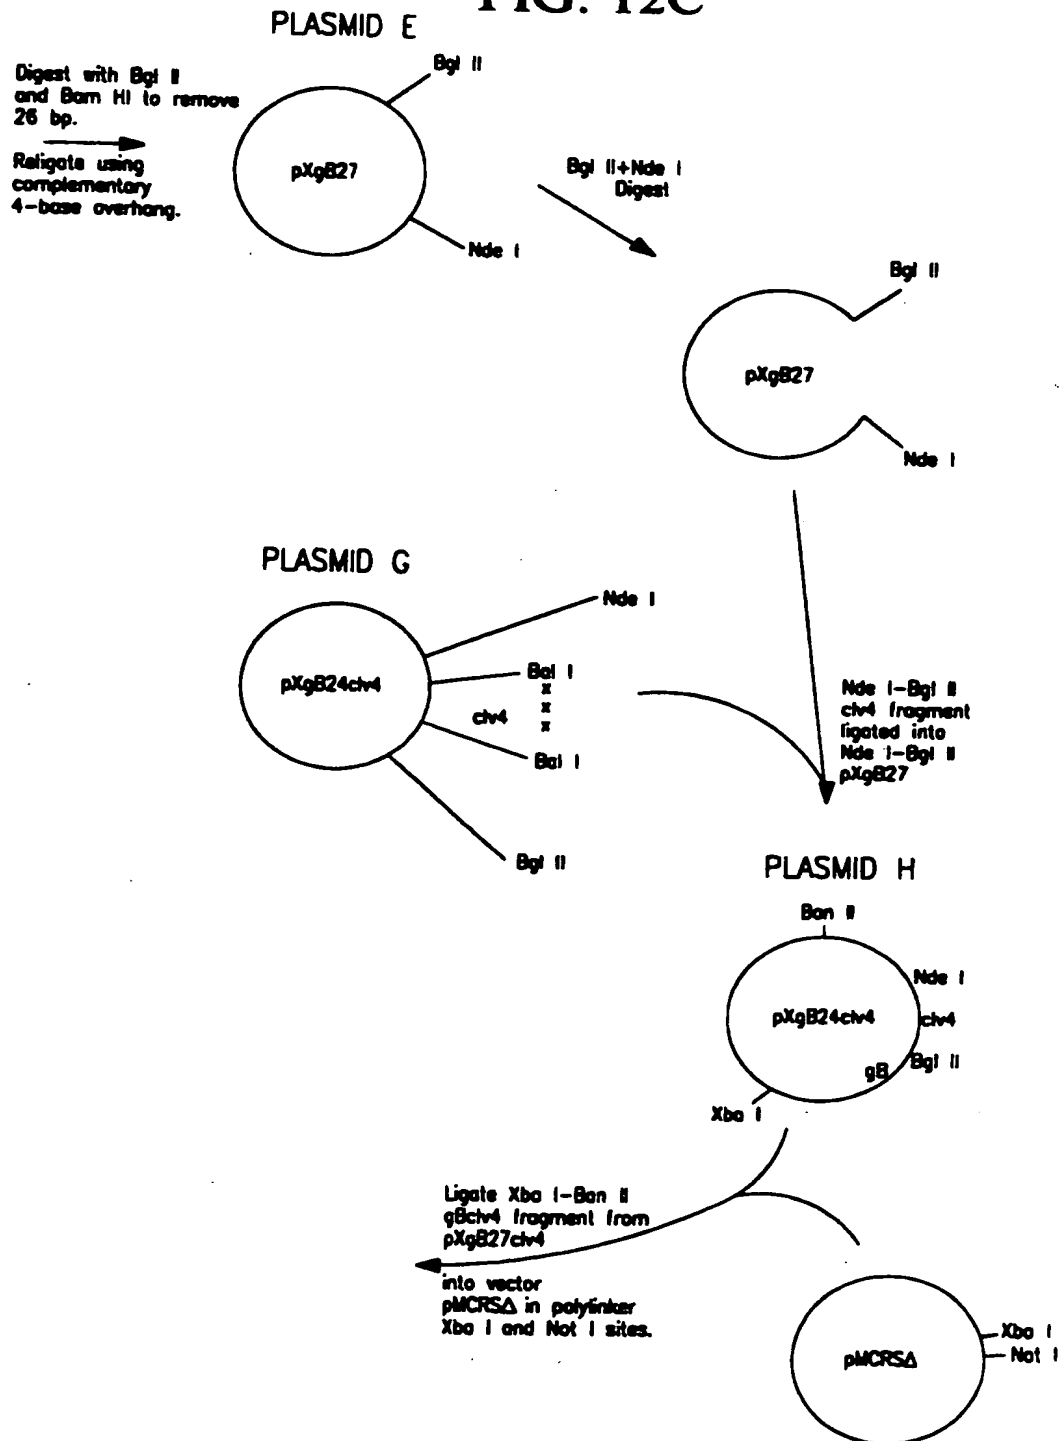 FIG. 12C
PLASMID E
Bgl II
Digest with Bgl II
and Bam HI to remove
26 bp.
Religate using
complementary
4-base overhang.
pXgB27
Nde I
Bgl II+Nde I
Digest
Bgl II
pXgB27
Nde I
PLASMID G
Nde I
pXgB24clv4
Bal I
x
x
x
clv4
Bal I
Bgl II
Nde I-Bgl II
clv4 fragment
ligated into
Nde I-Bgl II
pXgB27
PLASMID H
Ban II
Nde I
pXgB24clv4
clv4
Bgl II
gB
Xba I
Ligate Xba I-Ban II
gBclv4 fragment from
pXgB27clv4
into vector
pMCRSΔ in polylinker
Xba I and Not I sites.
Xba I
Not I
pMCRSΔ